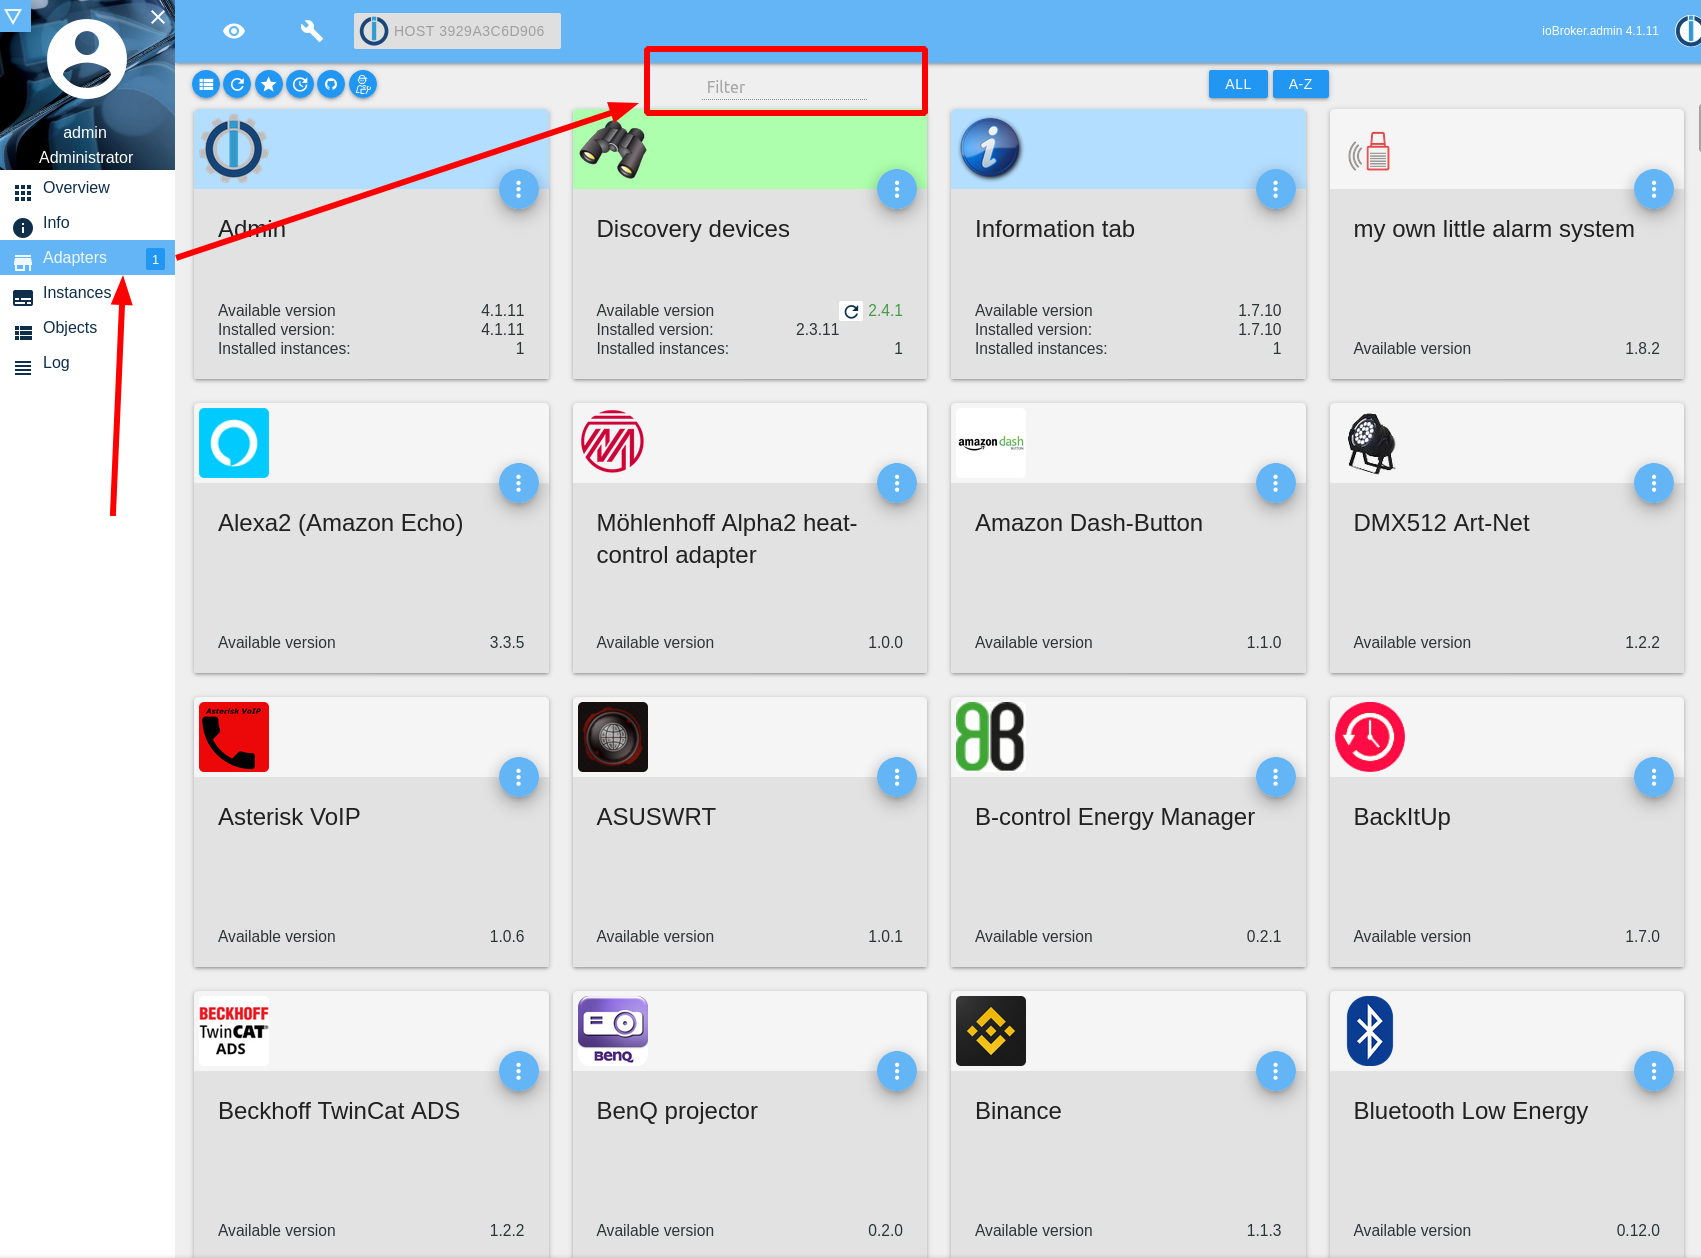 HOST 3929A3C6D906
ioBroker.admin 4.1.11
admin
Administrator
Overview
Info
Adapters 1
Instances
Objects
Log
Filter
ALL
A-Z
Admin
Available version 4.1.11
Installed version: 4.1.11
Installed instances: 1
Discovery devices
Available version 2.4.1
Installed version: 2.3.11
Installed instances: 1
Information tab
Available version 1.7.10
Installed version: 1.7.10
Installed instances: 1
my own little alarm system
Available version 1.8.2
Alexa2 (Amazon Echo)
Available version 3.3.5
Möhlenhoff Alpha2 heat-
control adapter
Available version 1.0.0
amazon dash
BUTTON
Amazon Dash-Button
Available version 1.1.0
DMX512 Art-Net
Available version 1.2.2
Asterisk VoIP
Asterisk VoIP
Available version 1.0.6
ASUSWRT
Available version 1.0.1
B-control Energy Manager
Available version 0.2.1
BackItUp
Available version 1.7.0
BECKHOFF
TwinCAT
ADS
Beckhoff TwinCat ADS
Available version 1.2.2
BenQ
BenQ projector
Available version 0.2.0
Binance
Available version 1.1.3
Bluetooth Low Energy
Available version 0.12.0